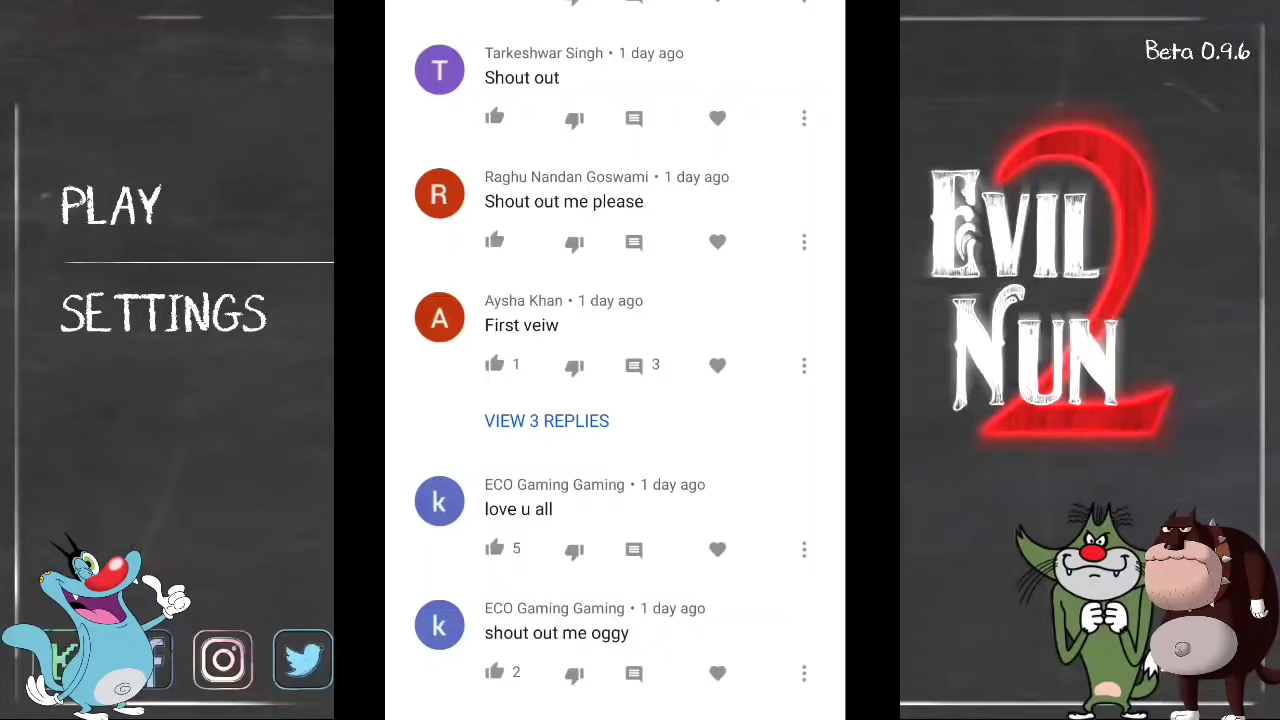 Beta 0.9.6
PLAY
SETTINGS
T
Tarkeshwar Singh • 1 day ago
Shout out
R
Raghu Nandan Goswami • 1 day ago
Shout out me please
A
Aysha Khan • 1 day ago
First veiw
1
3
VIEW 3 REPLIES
k
ECO Gaming Gaming • 1 day ago
love u all
5
k
ECO Gaming Gaming • 1 day ago
shout out me oggy
2
EVIL
NUN
2